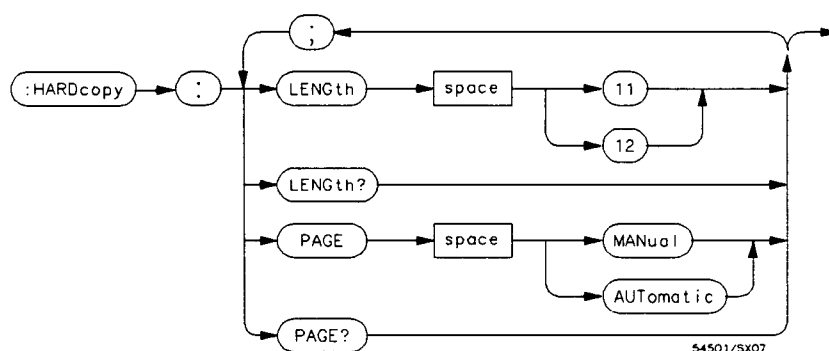 ;
:HARDcopy : LENGth space 11
12
LENGth?
PAGE space MANual
AUTomatic
PAGE?
54501/SX07